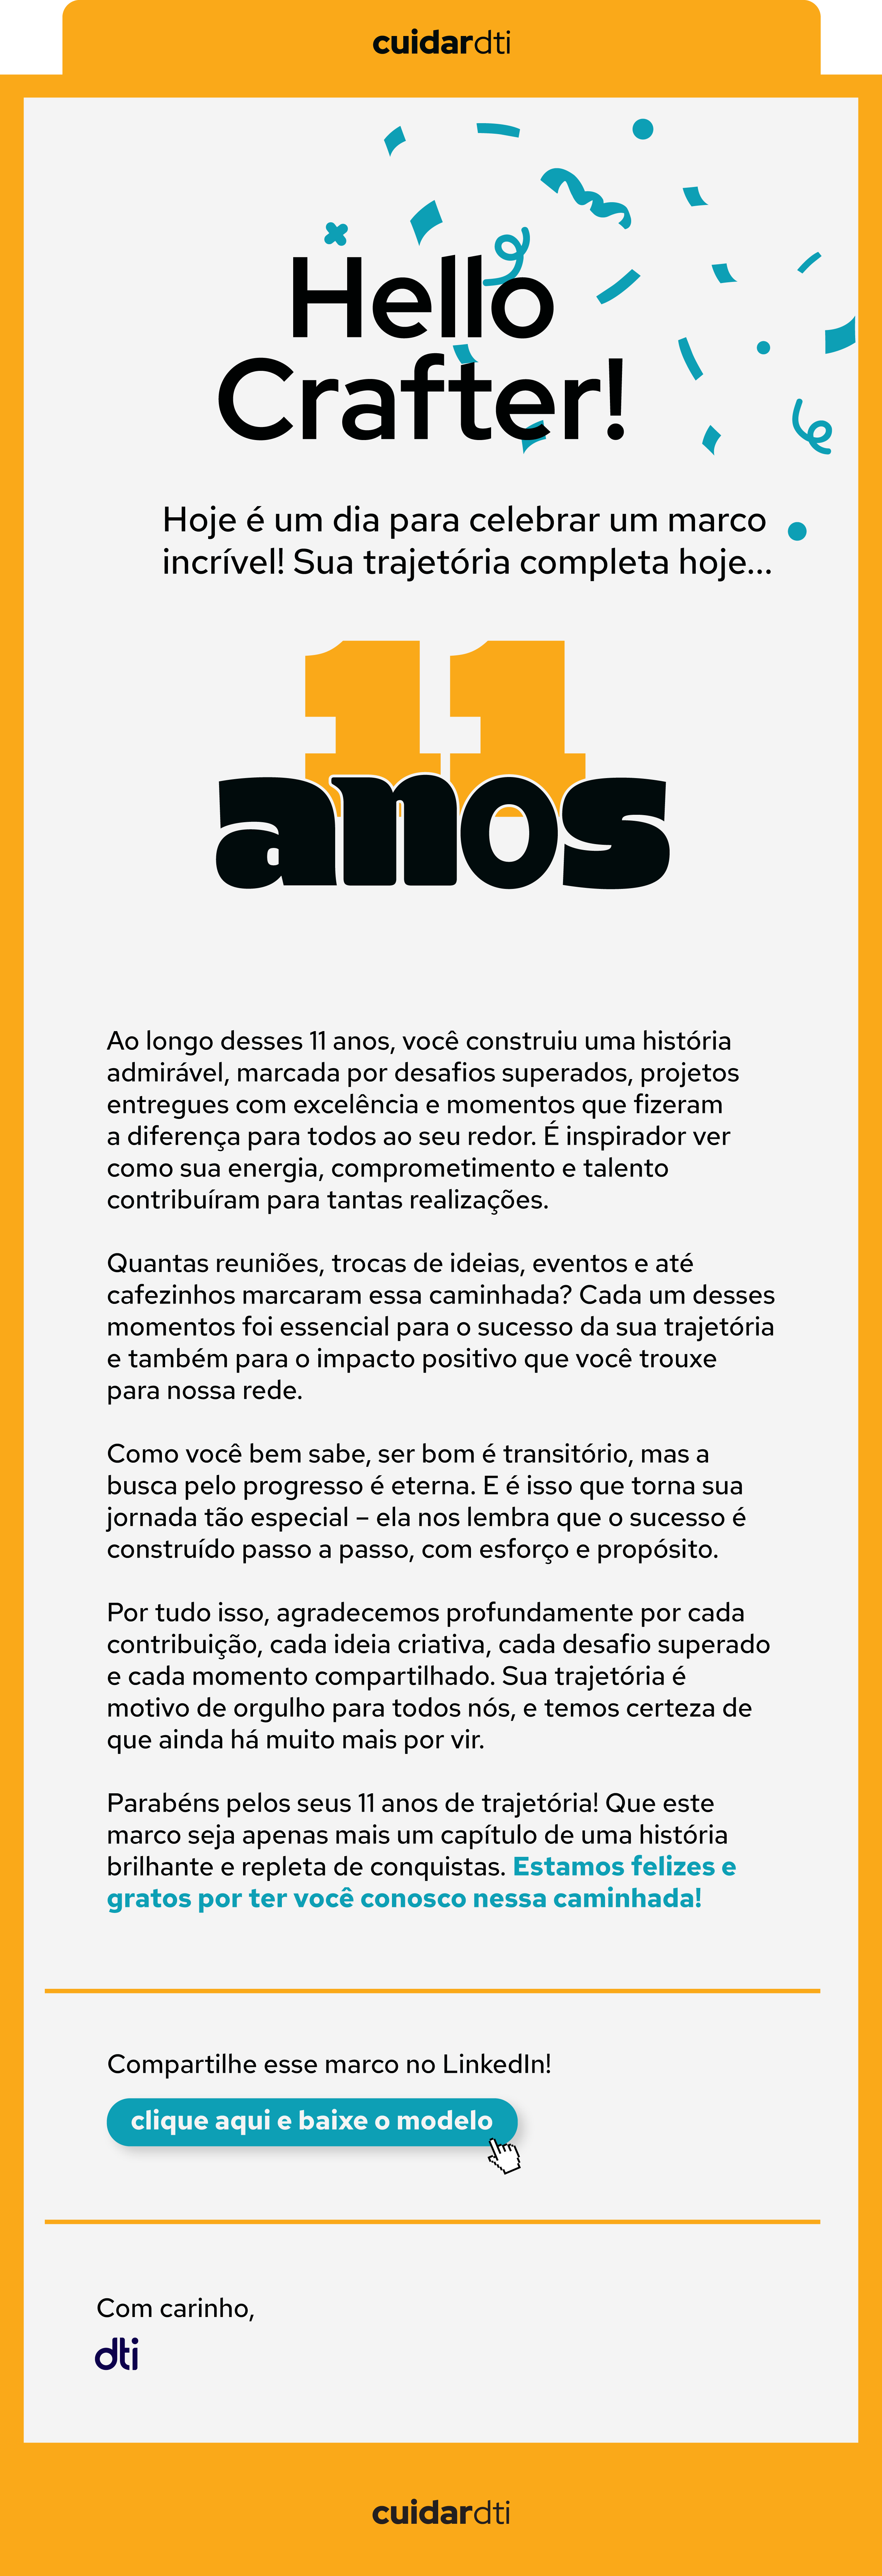 cuidardti
Hello
Crafter!
Hoje é um dia para celebrar um marco
incrível! Sua trajetória completa hoje...
11
anos
Ao longo desses 11 anos, você construiu uma história
admirável, marcada por desafios superados, projetos
entregues com excelência e momentos que fizeram
a diferença para todos ao seu redor. É inspirador ver
como sua energia, comprometimento e talento
contribuíram para tantas realizações.
Quantas reuniões, trocas de ideias, eventos e até
cafezinhos marcaram essa caminhada? Cada um desses
momentos foi essencial para o sucesso da sua trajetória
e também para o impacto positivo que você trouxe
para nossa rede.
Como você bem sabe, ser bom é transitório, mas a
busca pelo progresso é eterna. E é isso que torna sua
jornada tão especial – ela nos lembra que o sucesso é
construído passo a passo, com esforço e propósito.
Por tudo isso, agradecemos profundamente por cada
contribuição, cada ideia criativa, cada desafio superado
e cada momento compartilhado. Sua trajetória é
motivo de orgulho para todos nós, e temos certeza de
que ainda há muito mais por vir.
Parabéns pelos seus 11 anos de trajetória! Que este
marco seja apenas mais um capítulo de uma história
brilhante e repleta de conquistas. Estamos felizes e
gratos por ter você conosco nessa caminhada!
Compartilhe esse marco no LinkedIn!
clique aqui e baixe o modelo
Com carinho,
dti
cuidardti